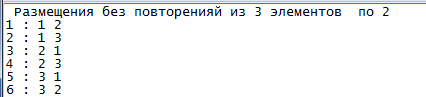 Размещения без повторенияй из 3 элементов  по 2
1 : 1 2
2 : 1 3
3 : 2 1
4 : 2 3
5 : 3 1
6 : 3 2